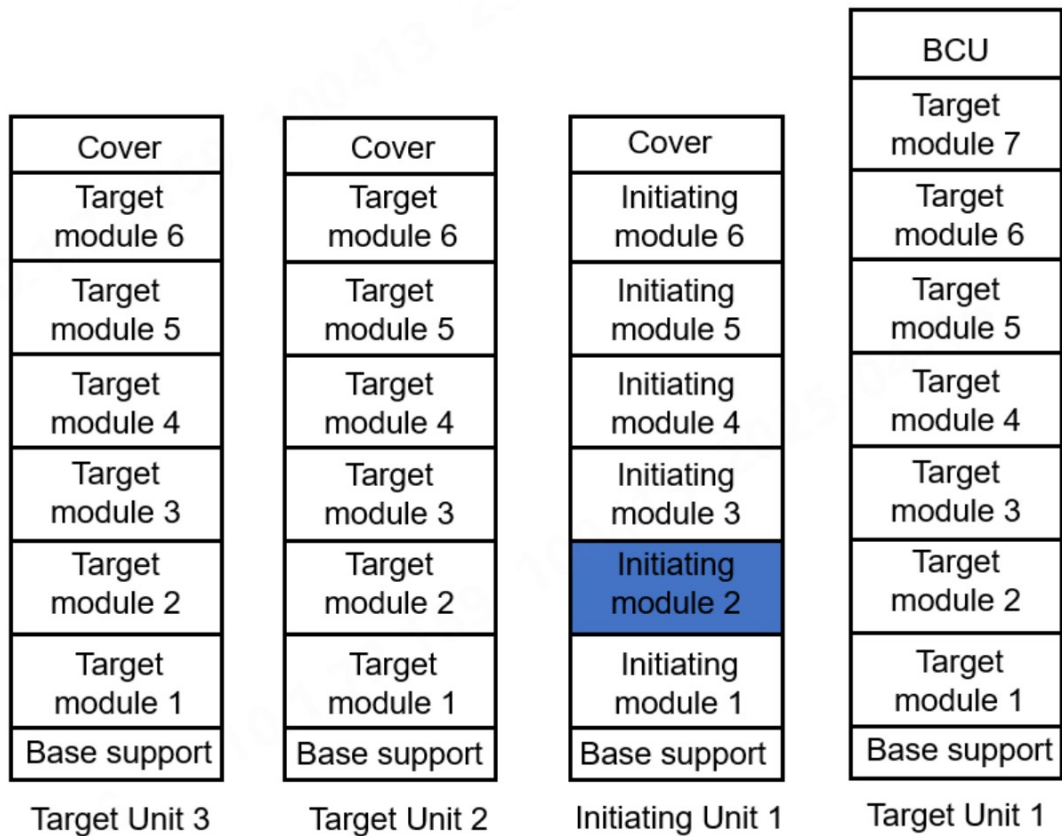 Cover
Target
module 6
Target
module 5
Target
module 4
Target
module 3
Target
module 2
Target
module 1
Base support
Target Unit 3
Cover
Target
module 6
Target
module 5
Target
module 4
Target
module 3
Target
module 2
Target
module 1
Base support
Target Unit 2
Cover
Initiating
module 6
Initiating
module 5
Initiating
module 4
Initiating
module 3
Initiating
module 2
Initiating
module 1
Base support
Initiating Unit 1
BCU
Target
module 7
Target
module 6
Target
module 5
Target
module 4
Target
module 3
Target
module 2
Target
module 1
Base support
Target Unit 1